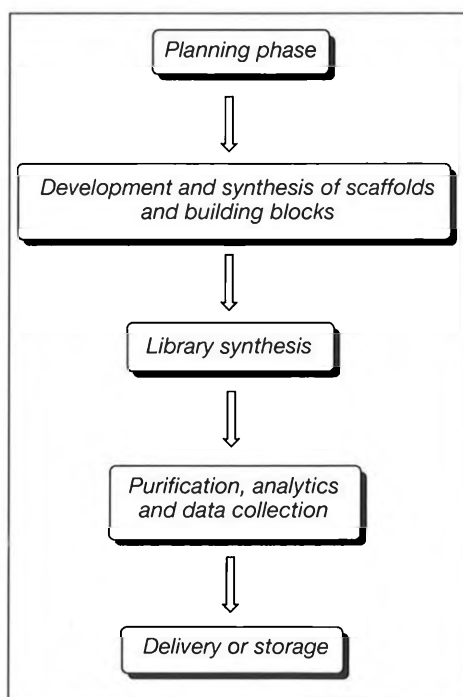 Planning phase
Development and synthesis of scaffolds
and building blocks
Library synthesis
Purification, analytics
and data collection
Delivery or storage